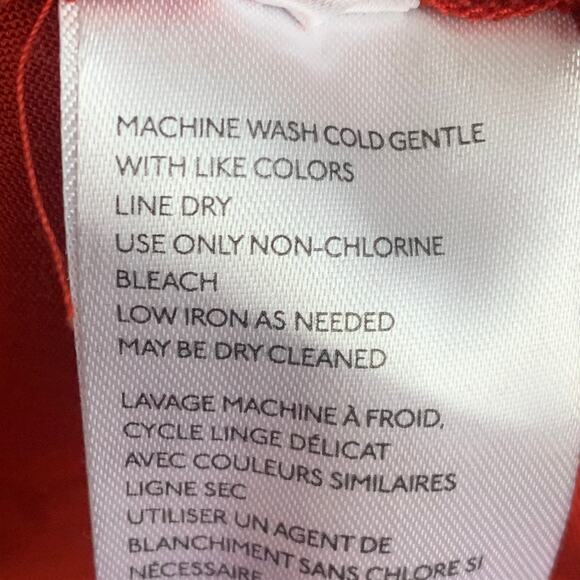 MACHINE WASH COLD GENTLE
WITH LIKE COLORS
LINE DRY
USE ONLY NON-CHLORINE
BLEACH
LOW IRON AS NEEDED
MAY BE DRY CLEANED
LAVAGE MACHINE À FROID,
CYCLE LINGE DÉLICAT
AVEC COULEURS SIMILAIRES
LIGNE SEC
UTILISER UN AGENT DE
BLANCHIMENT SANS CHLORE SI
NÉCESSAIRE